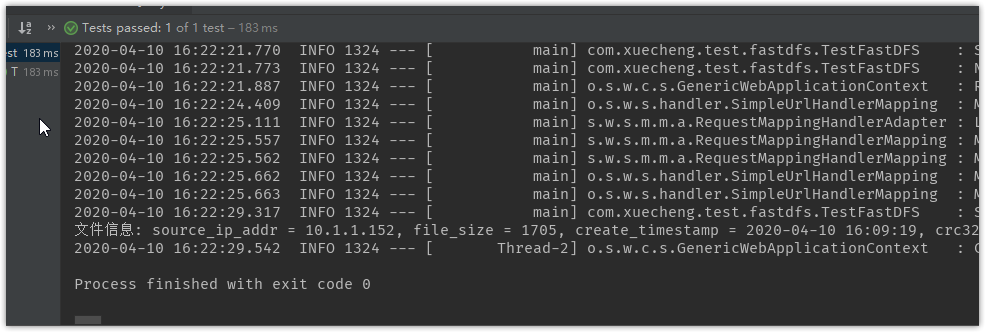 Tests passed: 1 of 1 test – 183 ms
est 183 ms
T 183 ms
2020-04-10 16:22:21.770  INFO 1324 --- [           main] com.xuecheng.test.fastdfs.TestFastDFS    : S
2020-04-10 16:22:21.773  INFO 1324 --- [           main] com.xuecheng.test.fastdfs.TestFastDFS    : N
2020-04-10 16:22:21.887  INFO 1324 --- [           main] o.s.w.c.s.GenericWebApplicationContext   : R
2020-04-10 16:22:24.409  INFO 1324 --- [           main] o.s.w.s.handler.SimpleUrlHandlerMapping  : M
2020-04-10 16:22:25.111  INFO 1324 --- [           main] s.w.s.m.m.a.RequestMappingHandlerAdapter : L
2020-04-10 16:22:25.557  INFO 1324 --- [           main] s.w.s.m.m.a.RequestMappingHandlerMapping : M
2020-04-10 16:22:25.562  INFO 1324 --- [           main] s.w.s.m.m.a.RequestMappingHandlerMapping : M
2020-04-10 16:22:25.662  INFO 1324 --- [           main] o.s.w.s.handler.SimpleUrlHandlerMapping  : M
2020-04-10 16:22:25.663  INFO 1324 --- [           main] o.s.w.s.handler.SimpleUrlHandlerMapping  : M
2020-04-10 16:22:29.317  INFO 1324 --- [           main] com.xuecheng.test.fastdfs.TestFastDFS    : S
文件信息: source_ip_addr = 10.1.1.152, file_size = 1705, create_timestamp = 2020-04-10 16:09:19, crc32
2020-04-10 16:22:29.542  INFO 1324 --- [       Thread-2] o.s.w.c.s.GenericWebApplicationContext   : C
Process finished with exit code 0